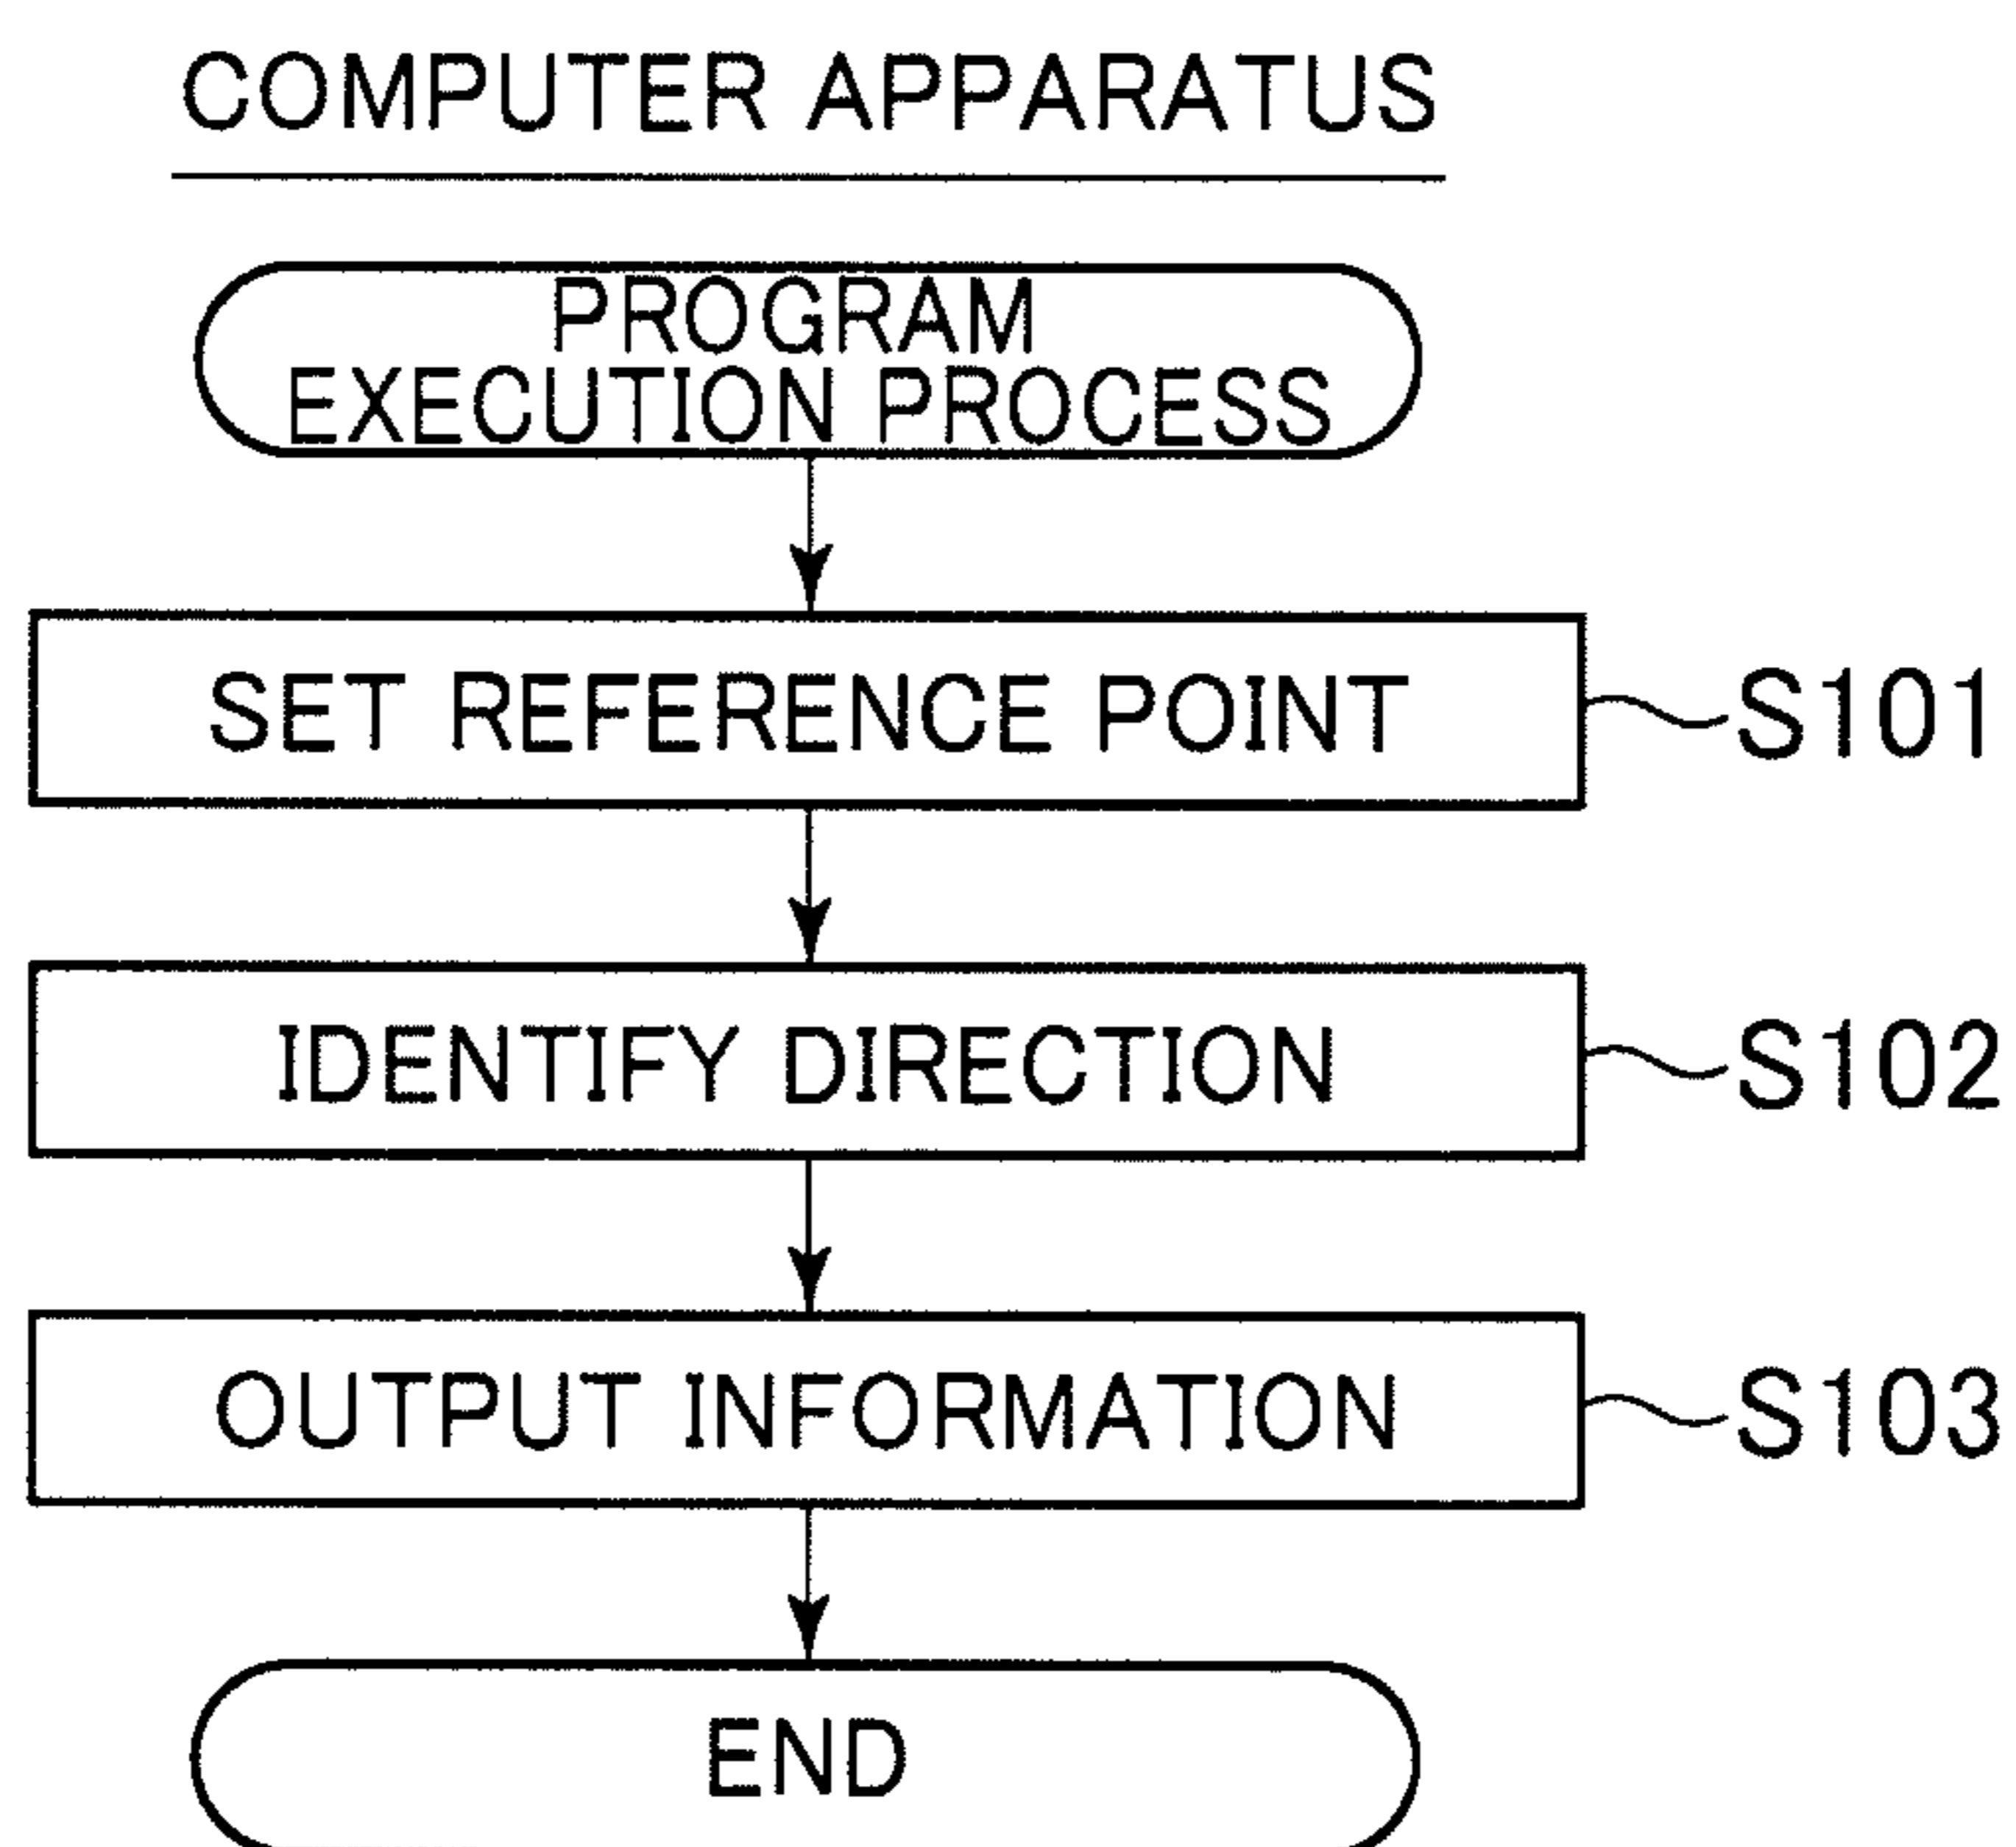 COMPUTER APPARATUS
PROGRAM
EXECUTION PROCESS
SET REFERENCE POINT
S101
IDENTIFY DIRECTION
S102
OUTPUT INFORMATION
S103
END